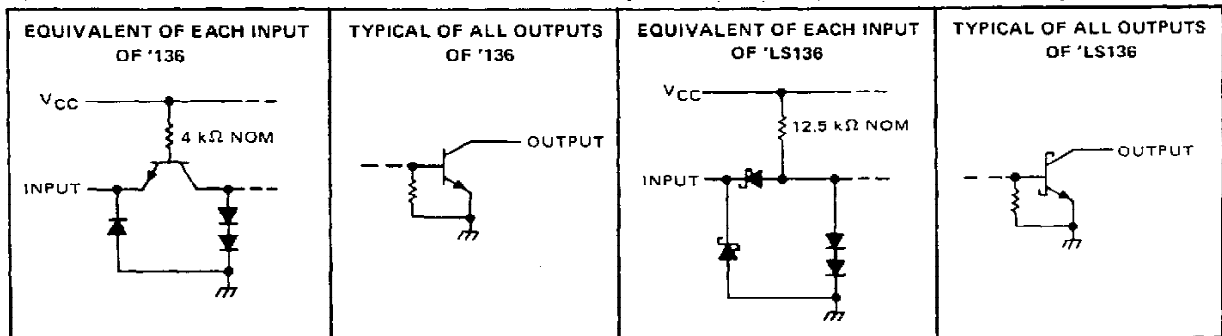 EQUIVALENT OF EACH INPUT
OF '136
VCC
4 kΩ NOM
INPUT
TYPICAL OF ALL OUTPUTS
OF '136
OUTPUT
EQUIVALENT OF EACH INPUT
OF 'LS136
VCC
12.5 kΩ NOM
INPUT
TYPICAL OF ALL OUTPUTS
OF 'LS136
OUTPUT